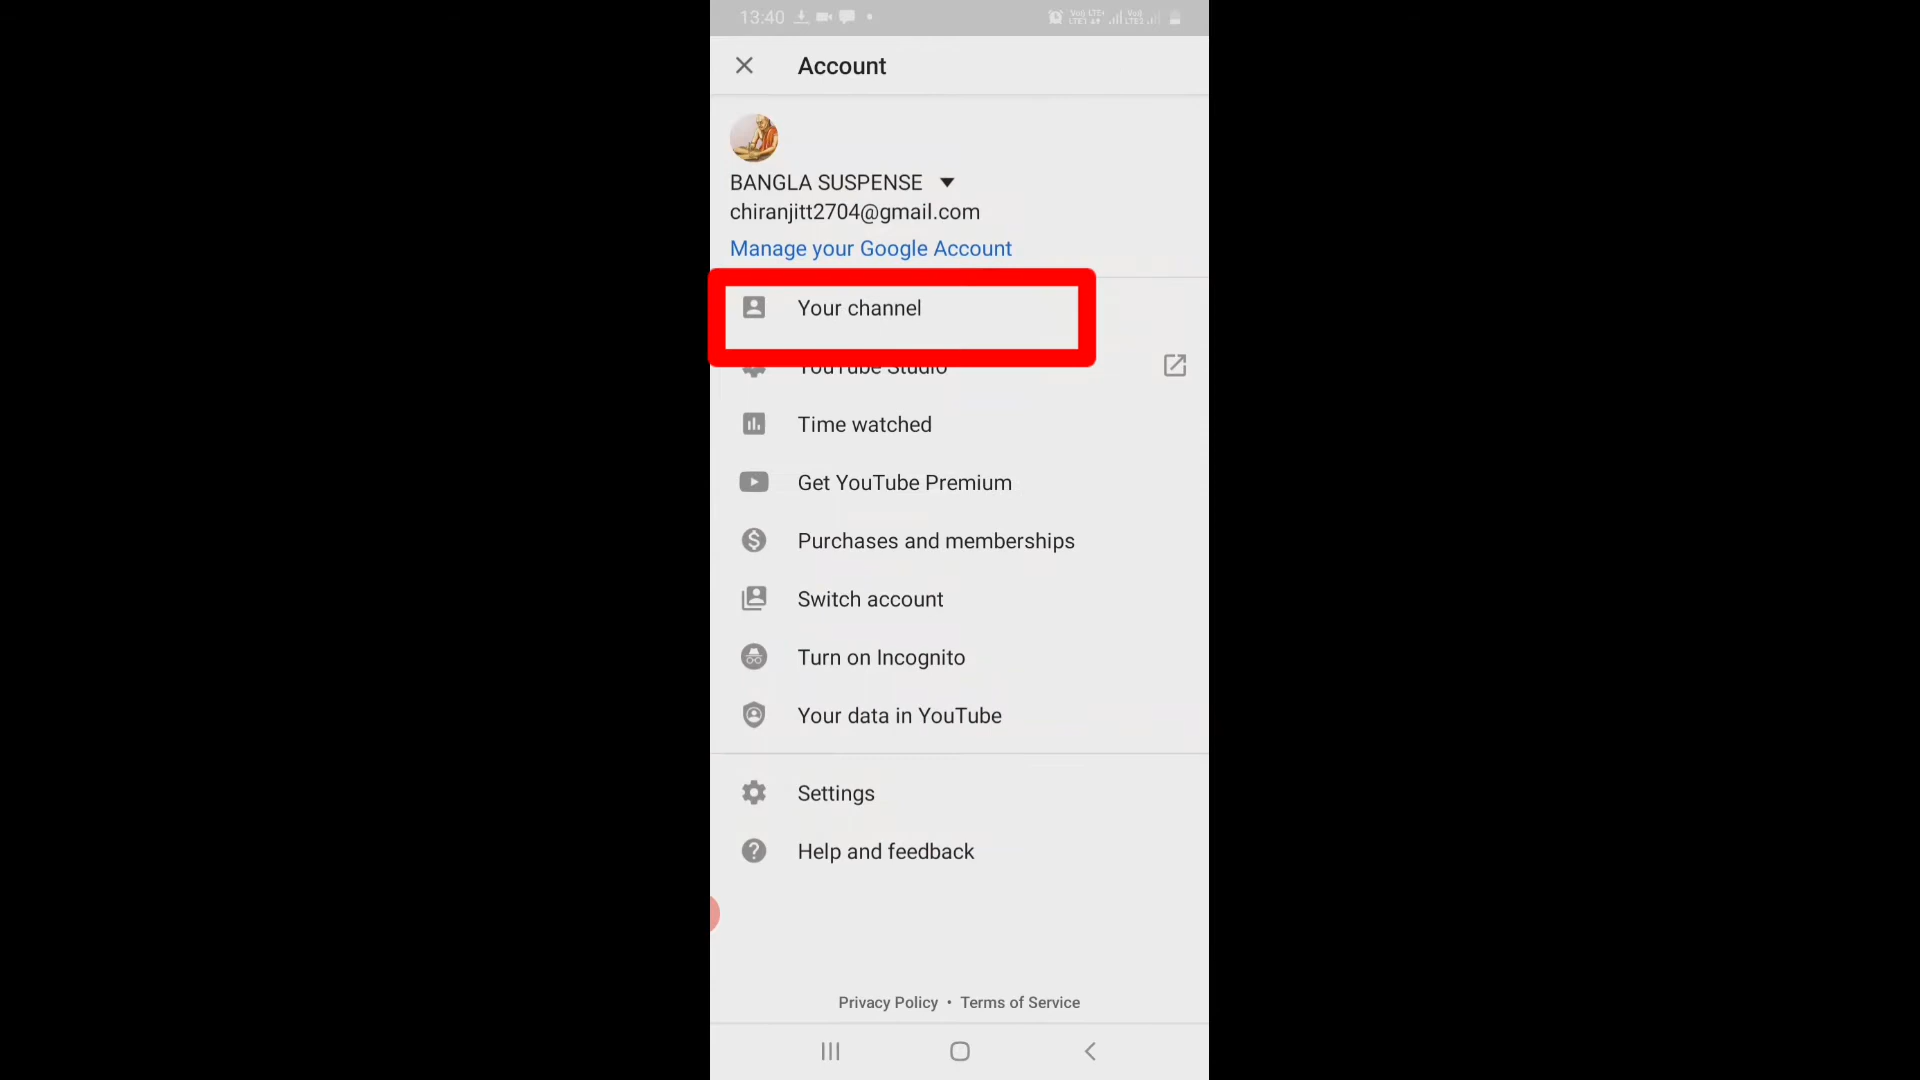 13:40
Account
BANGLA SUSPENSE
chiranjitt2704@gmail.com
Manage your Google Account
Your channel
YouTube Studio
Time watched
Get YouTube Premium
Purchases and memberships
Switch account
Turn on Incognito
Your data in YouTube
Settings
Help and feedback
Privacy Policy • Terms of Service